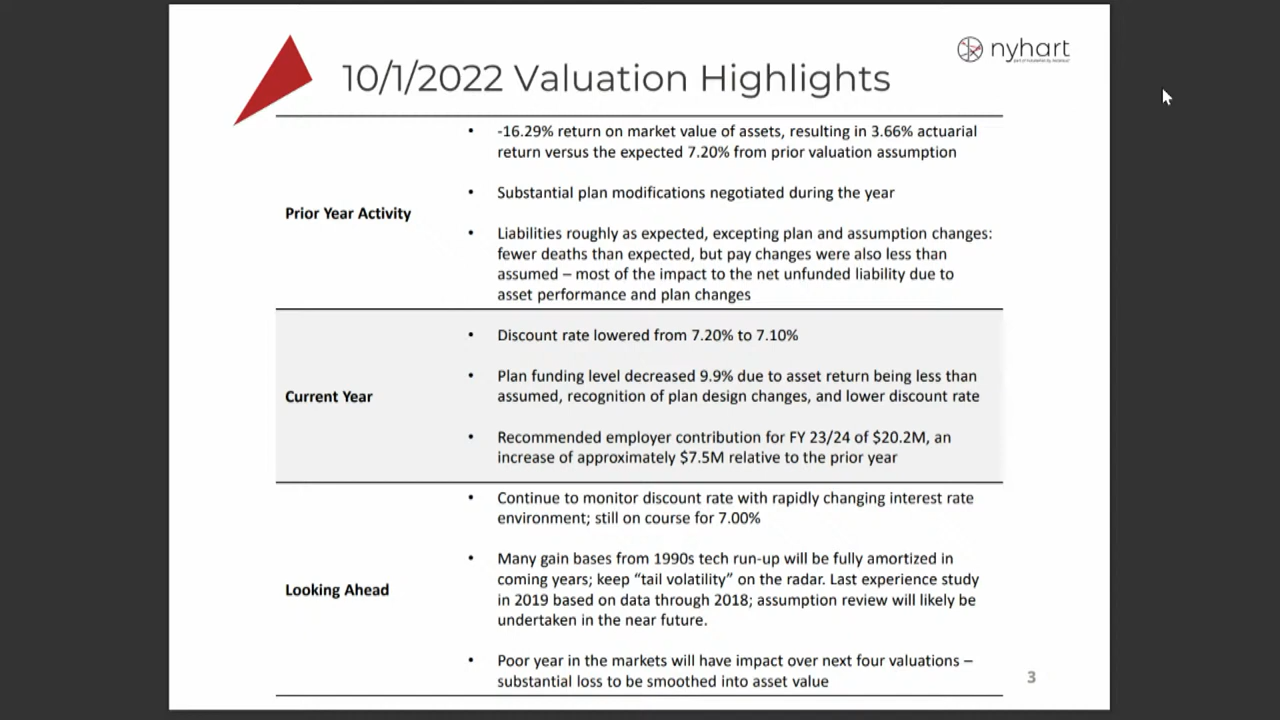 nyhart
10/1/2022 Valuation Highlights
Prior Year Activity
• -16.29% return on market value of assets, resulting in 3.66% actuarial
return versus the expected 7.20% from prior valuation assumption
• Substantial plan modifications negotiated during the year
• Liabilities roughly as expected, excepting plan and assumption changes:
fewer deaths than expected, but pay changes were also less than
assumed – most of the impact to the net unfunded liability due to
asset performance and plan changes
Current Year
• Discount rate lowered from 7.20% to 7.10%
• Plan funding level decreased 9.9% due to asset return being less than
assumed, recognition of plan design changes, and lower discount rate
• Recommended employer contribution for FY 23/24 of $20.2M, an
increase of approximately $7.5M relative to the prior year
Looking Ahead
• Continue to monitor discount rate with rapidly changing interest rate
environment; still on course for 7.00%
• Many gain bases from 1990s tech run-up will be fully amortized in
coming years; keep “tail volatility” on the radar. Last experience study
in 2019 based on data through 2018; assumption review will likely be
undertaken in the near future.
• Poor year in the markets will have impact over next four valuations –
substantial loss to be smoothed into asset value
3